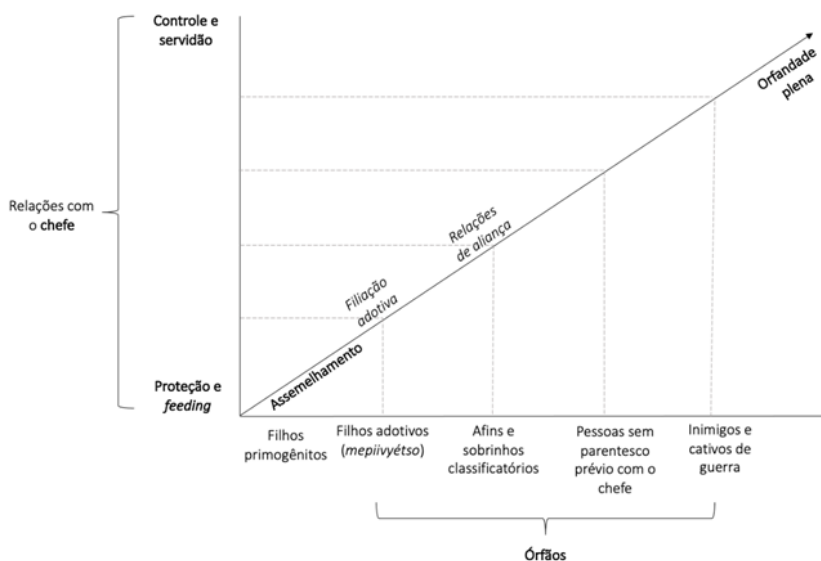 Controle e
servidão
Orfandade
plena
Relações com
o chefe
Relações
de aliança
Filiação
adotiva
Assemelhamento
Proteção e
feeding
Filhos
primogênitos
Filhos adotivos
(mepiivyétso)
Afins e
sobrinhos
classificatórios
Pessoas sem
parentesco
prévio com o
chefe
Inimigos e
cativos de
guerra
Órfãos